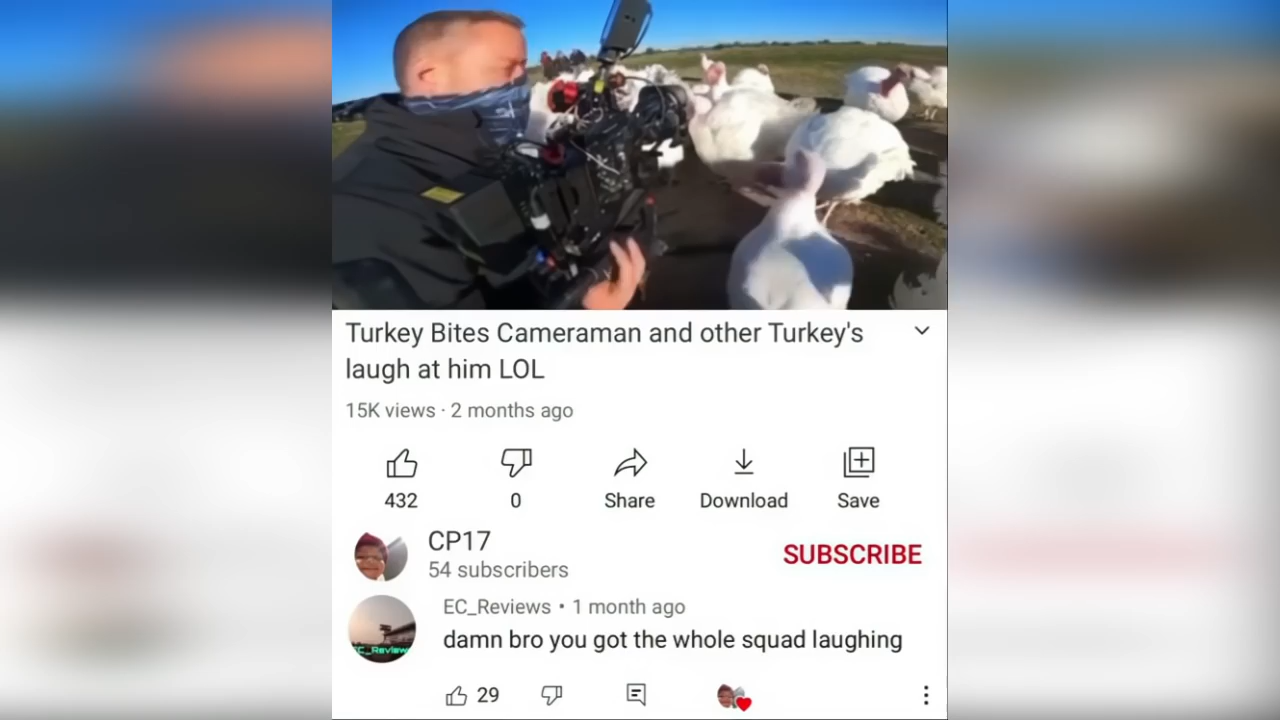 Turkey Bites Cameraman and other Turkey's
laugh at him LOL
15K views · 2 months ago
432
0
Share
Download
Save
CP17
54 subscribers
SUBSCRIBE
EC_Reviews • 1 month ago
EC_Reviews
damn bro you got the whole squad laughing
29